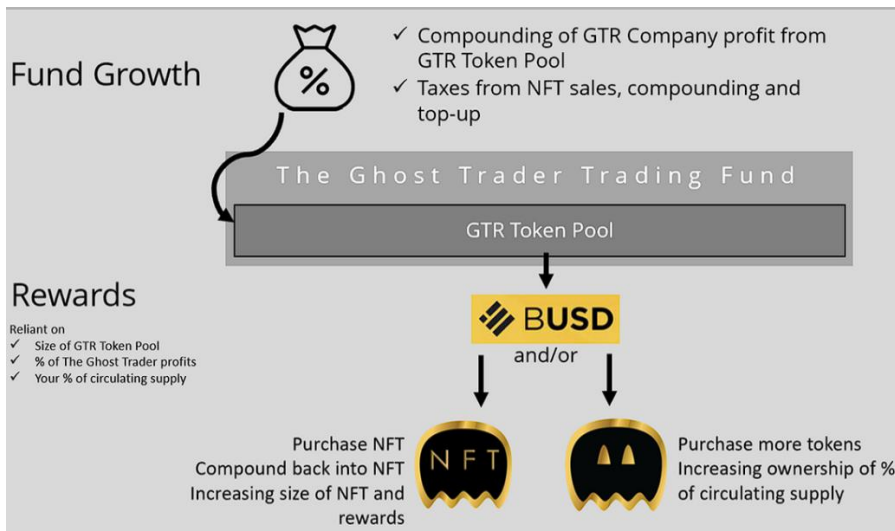 Fund Growth
%
✓ Compounding of GTR Company profit from
GTR Token Pool
✓ Taxes from NFT sales, compounding and
top-up
The Ghost Trader Trading Fund
GTR Token Pool
Rewards
Reliant on
✓ Size of GTR Token Pool
✓ % of The Ghost Trader profits
✓ Your % of circulating supply
BUSD
and/or
Purchase NFT
Compound back into NFT
Increasing size of NFT and
rewards
NFT
Purchase more tokens
Increasing ownership of %
of circulating supply